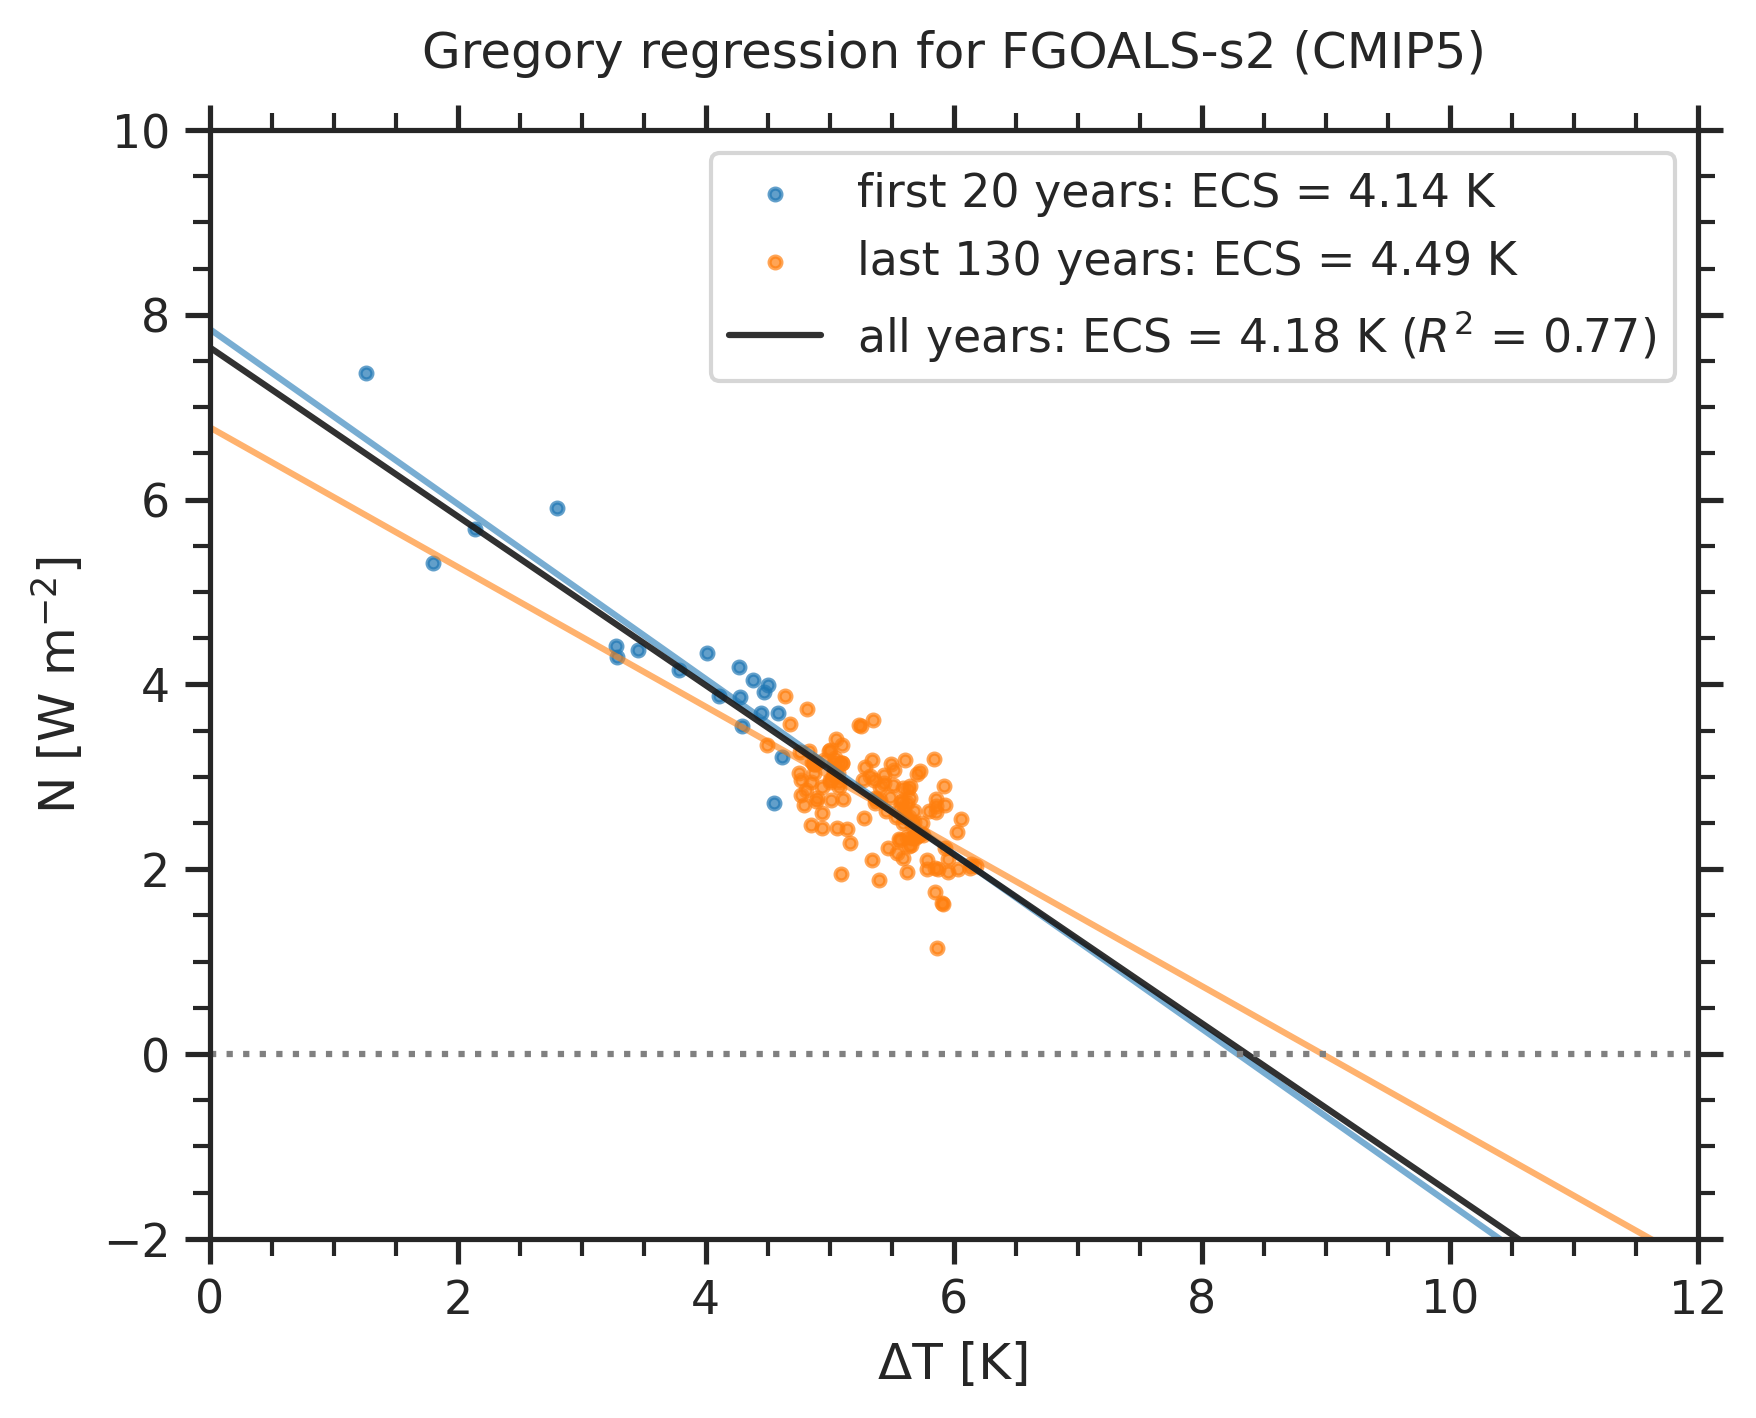 Gregory regression for FGOALS-s2 (CMIP5)
10
8
6
4
2
0
−2
N [W m⁻²]
first 20 years: ECS = 4.14 K
last 130 years: ECS = 4.49 K
all years: ECS = 4.18 K (R² = 0.77)
0 2 4 6 8 10 12
ΔT [K]